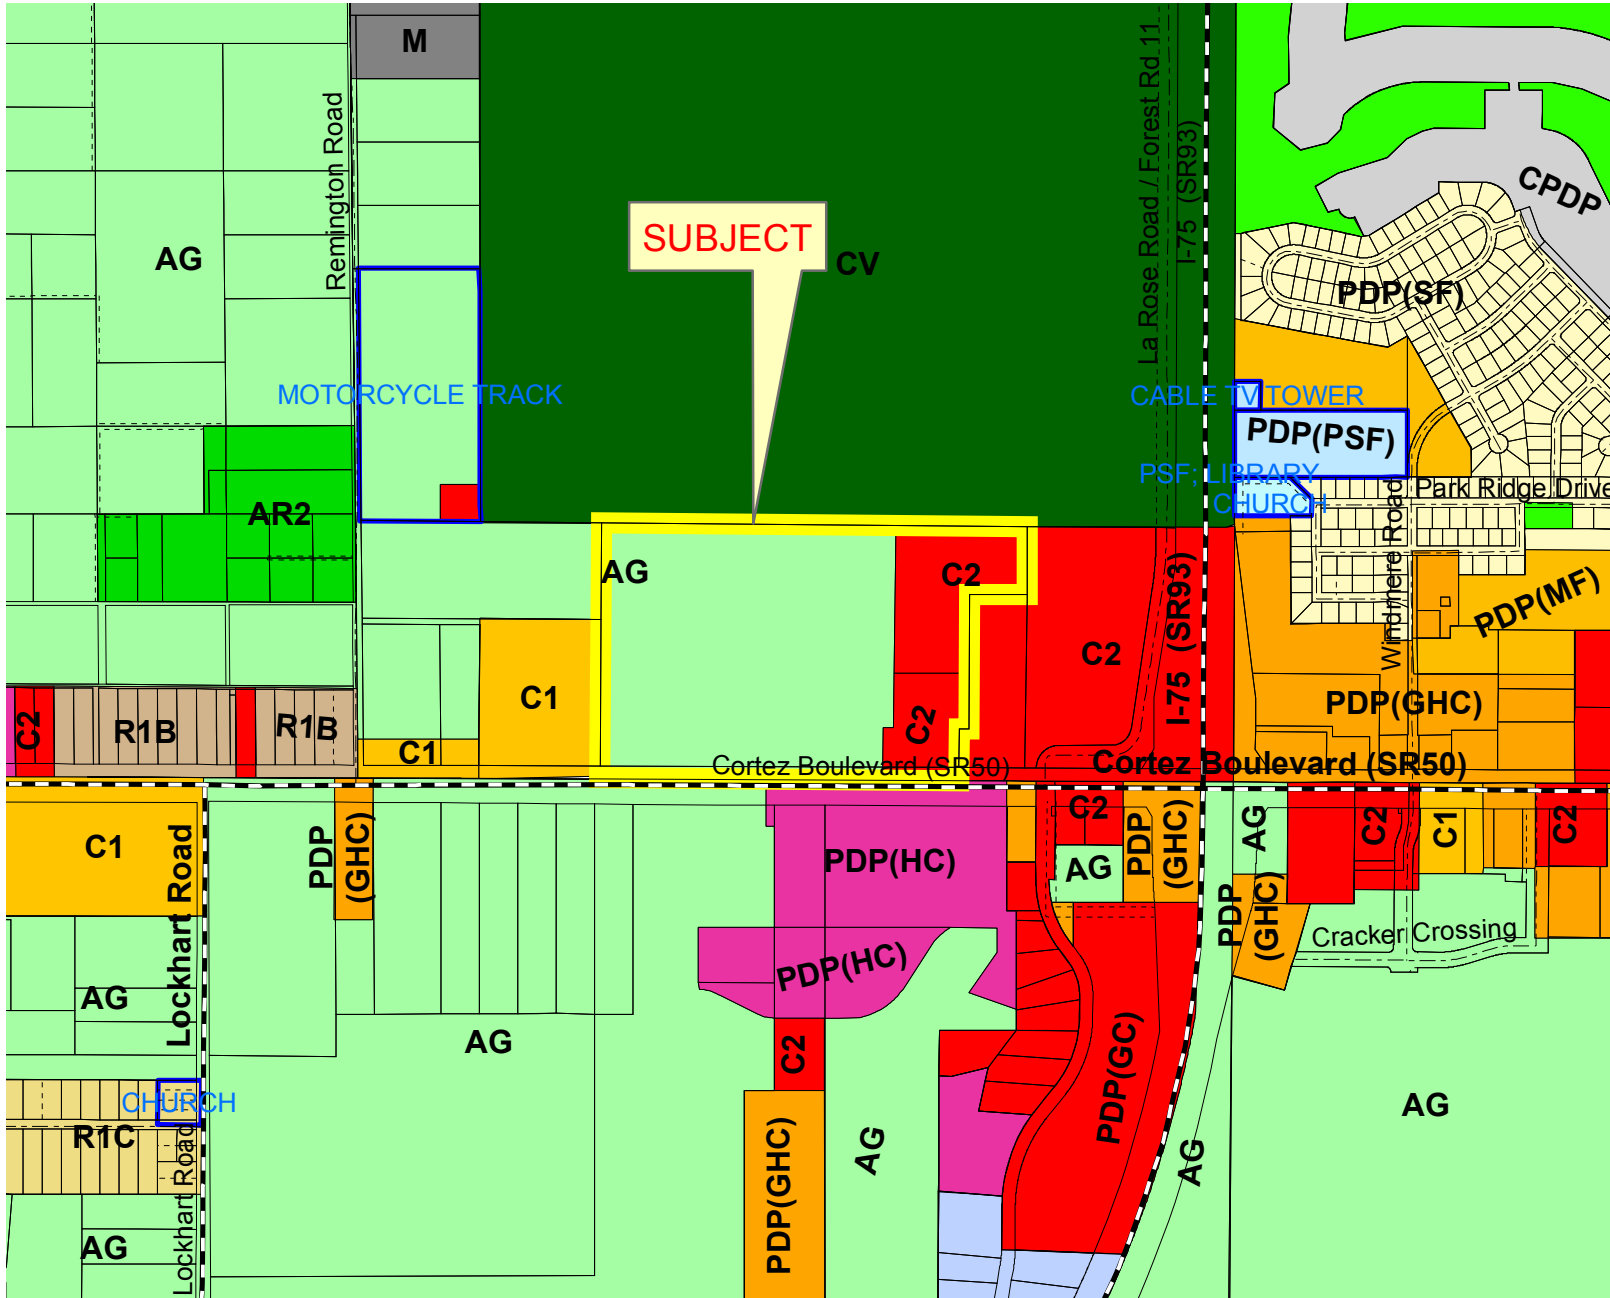 M
La Rose Road / Forest Rd 11
I-75 (SR93)
Remington Road
CPDP
SUBJECT
AG
CV
PDP(SF)
MOTORCYCLE TRACK
CABLE TV TOWER
PDP(PSF)
PSF; LIBRARY
CHURCH
Park Ridge Drive
AR2
Windmere Road
AG
C2
PDP(MF)
C2
I-75 (SR93)
C1
PDP(GHC)
C2
R1B
R1B
C2
C1
Cortez Boulevard (SR50)
Cortez Boulevard (SR50)
C1
Lockhart Road
PDP
(GHC)
PDP(HC)
C2
AG
PDP
(GHC)
AG
C2
C1
C2
PDP
(GHC)
Cracker Crossing
PDP(HC)
AG
AG
C2
PDP(GC)
CHURCH
R1C
AG
AG
AG
Lockhart Road
PDP(GHC)
AG